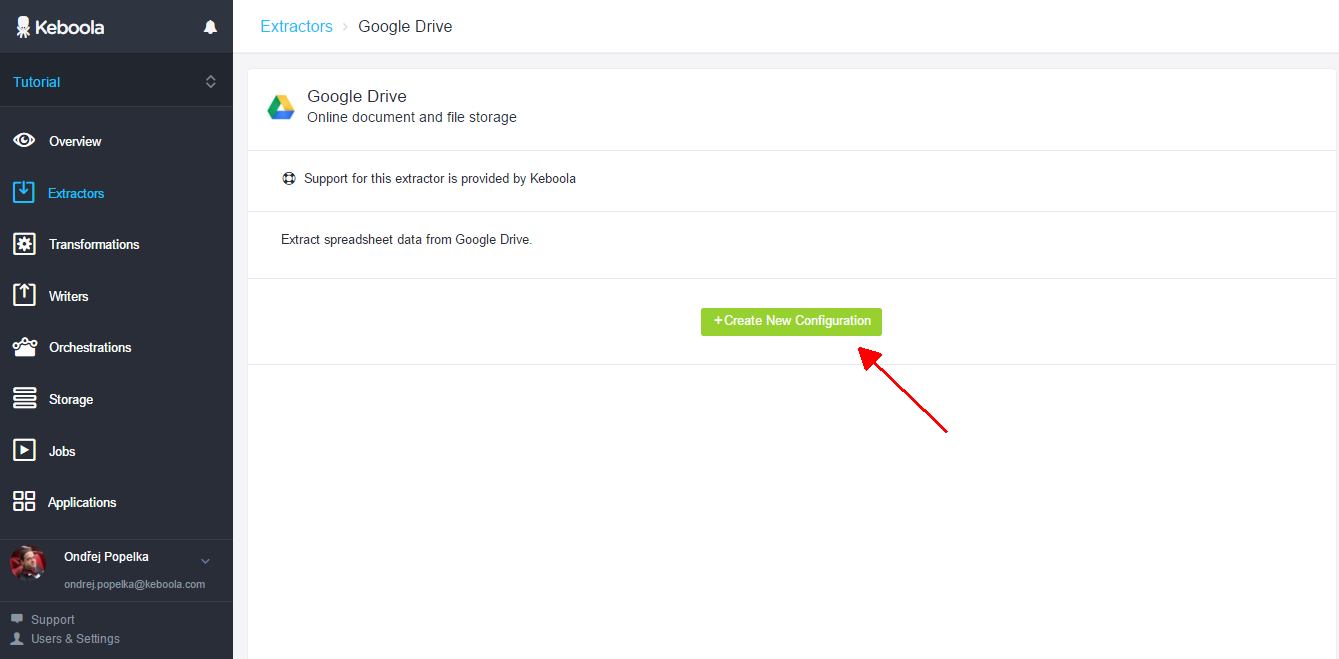 Keboola
Tutorial
Overview
Extractors
Transformations
Writers
Orchestrations
Storage
Jobs
Applications
Ondřej Popelka
ondrej.popelka@keboola.com
Support
Users & Settings
Extractors › Google Drive
Google Drive
Online document and file storage
Support for this extractor is provided by Keboola
Extract spreadsheet data from Google Drive.
+Create New Configuration